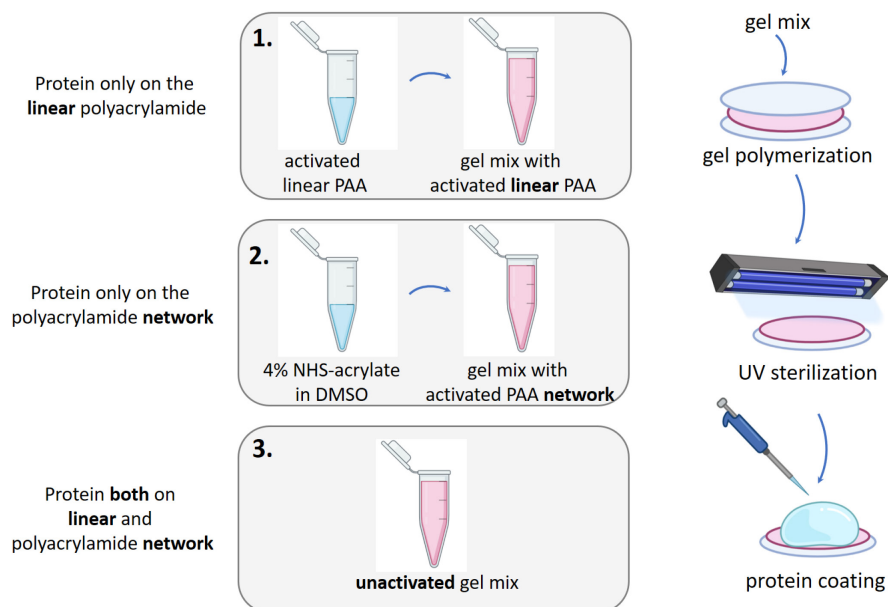 1.
Protein only on the
linear polyacrylamide
activated
linear PAA
gel mix with
activated linear PAA
2.
Protein only on the
polyacrylamide network
4% NHS-acrylate
in DMSO
gel mix with
activated PAA network
3.
Protein both on
linear and
polyacrylamide network
unactivated gel mix
gel mix
gel polymerization
UV sterilization
protein coating